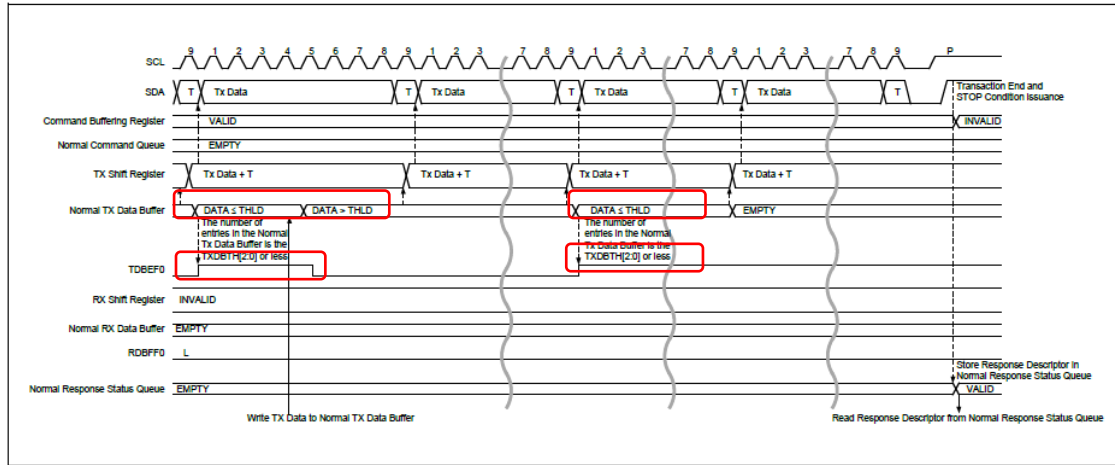 9 1 2 3 4 5 6 7 8 9 1 2 3 7 8 9 1 2 3 7 8 9 1 2 3 7 8 9 P
SCL
SDA T Tx Data T Tx Data T Tx Data T Tx Data T
Transaction End and
STOP Condition Issuance
Command Buffering Register VALID INVALID
Normal Command Queue EMPTY
TX Shift Register Tx Data + T Tx Data + T Tx Data + T Tx Data + T
Normal TX Data Buffer DATA ≤ THLD DATA > THLD DATA ≤ THLD EMPTY
The number of
entries in the Normal
Tx Data Buffer is the
TXDBTH[2:0] or less
The number of
entries in the Normal
Tx Data Buffer is the
TXDBTH[2:0] or less
TDBEF0
RX Shift Register INVALID
Normal RX Data Buffer EMPTY
RDBFF0 L
Store Response Descriptor in
Normal Response Status Queue
Normal Response Status Queue EMPTY VALID
Write TX Data to Normal TX Data Buffer
Read Response Descriptor from Normal Response Status Queue